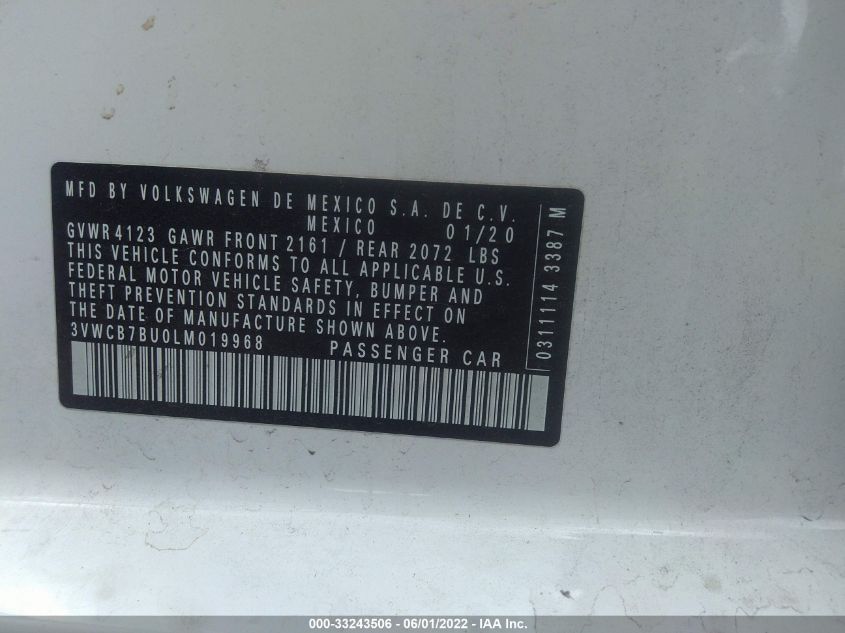 MFD BY VOLKSWAGEN DE MEXICO S.A. DE C.V.
MEXICO 01/20
GVWR 4123 GAWR FRONT 2161 / REAR 2072 LBS
THIS VEHICLE CONFORMS TO ALL APPLICABLE U.S.
FEDERAL MOTOR VEHICLE SAFETY, BUMPER AND
THEFT PREVENTION STANDARDS IN EFFECT ON
THE DATE OF MANUFACTURE SHOWN ABOVE.
3VWCB7BU0LM019968 PASSENGER CAR
0311114 3387 M
000-33243506 - 06/01/2022 - IAA Inc.